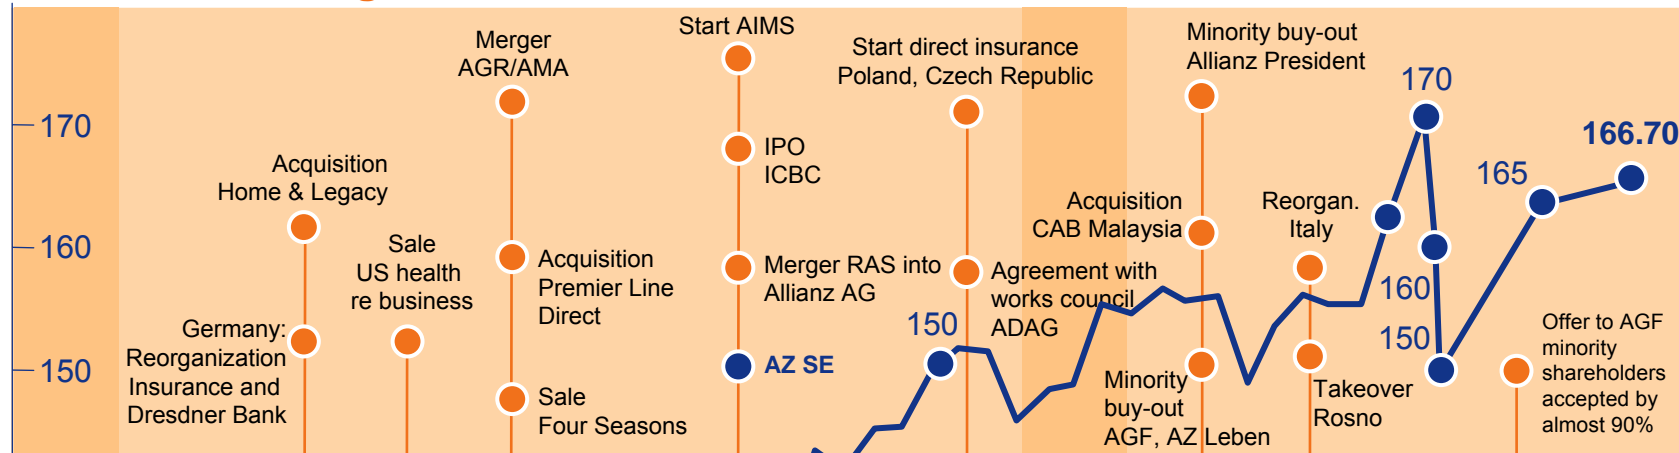 170
160
150
Acquisition
Home & Legacy
Germany:
Reorganization
Insurance and
Dresdner Bank
Sale
US health
re business
Merger
AGR/AMA
Acquisition
Premier Line
Direct
Sale
Four Seasons
Start AIMS
IPO
ICBC
Merger RAS into
Allianz AG
AZ SE
Start direct insurance
Poland, Czech Republic
Agreement with
works council
ADAG
150
Minority buy-out
Allianz President
Acquisition
CAB Malaysia
Minority
buy-out
AGF, AZ Leben
Reorgan.
Italy
Takeover
Rosno
170
160
150
165
166.70
Offer to AGF
minority
shareholders
accepted by
almost 90%